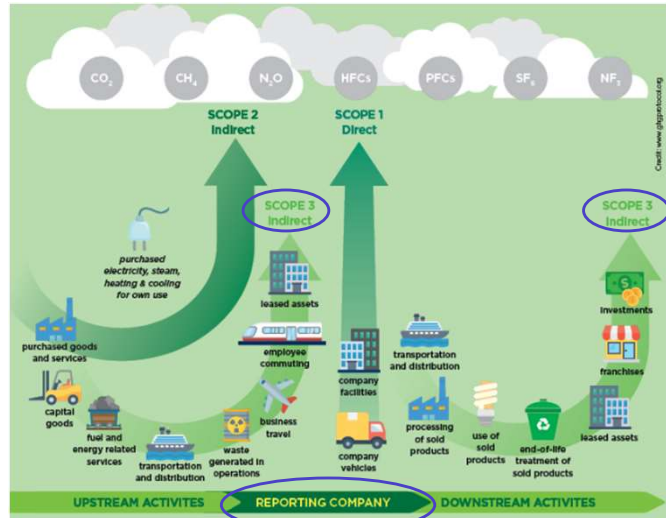 CO₂ CH₄ N₂O HFCs PFCs SF₆ NF₃
Credit: www.ghgprotocol.org
SCOPE 2
Indirect
SCOPE 1
Direct
SCOPE 3
Indirect
SCOPE 3
Indirect
purchased
electricity, steam,
heating & cooling
for own use
purchased goods
and services
capital
goods
fuel and
energy related
services
transportation
and distribution
waste
generated in
operations
business
travel
employee
commuting
leased assets
company
facilities
company
vehicles
transportation
and distribution
processing
of sold
products
use of
sold
products
end-of-life
treatment of
sold products
leased assets
franchises
investments
UPSTREAM ACTIVITES
REPORTING COMPANY
DOWNSTREAM ACTIVITES